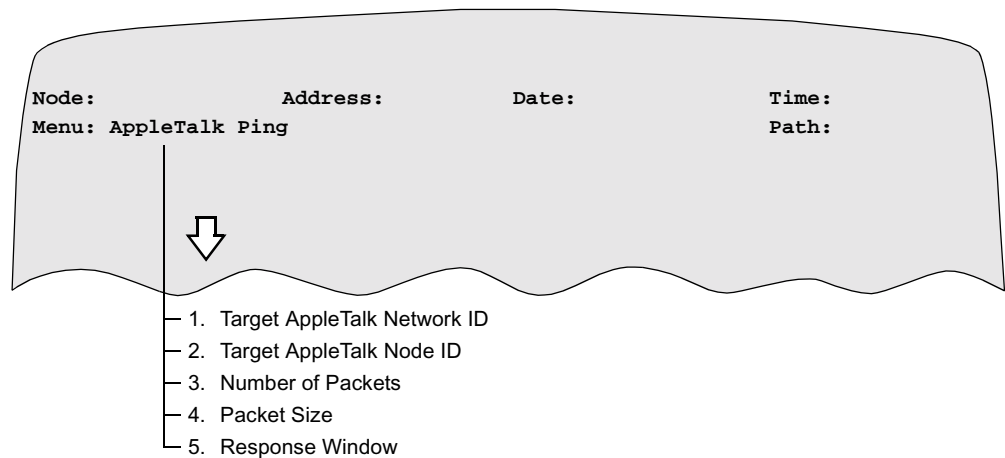 Node: Address: Date: Time:
Menu: AppleTalk Ping Path:
1. Target AppleTalk Network ID
2. Target AppleTalk Node ID
3. Number of Packets
4. Packet Size
5. Response Window